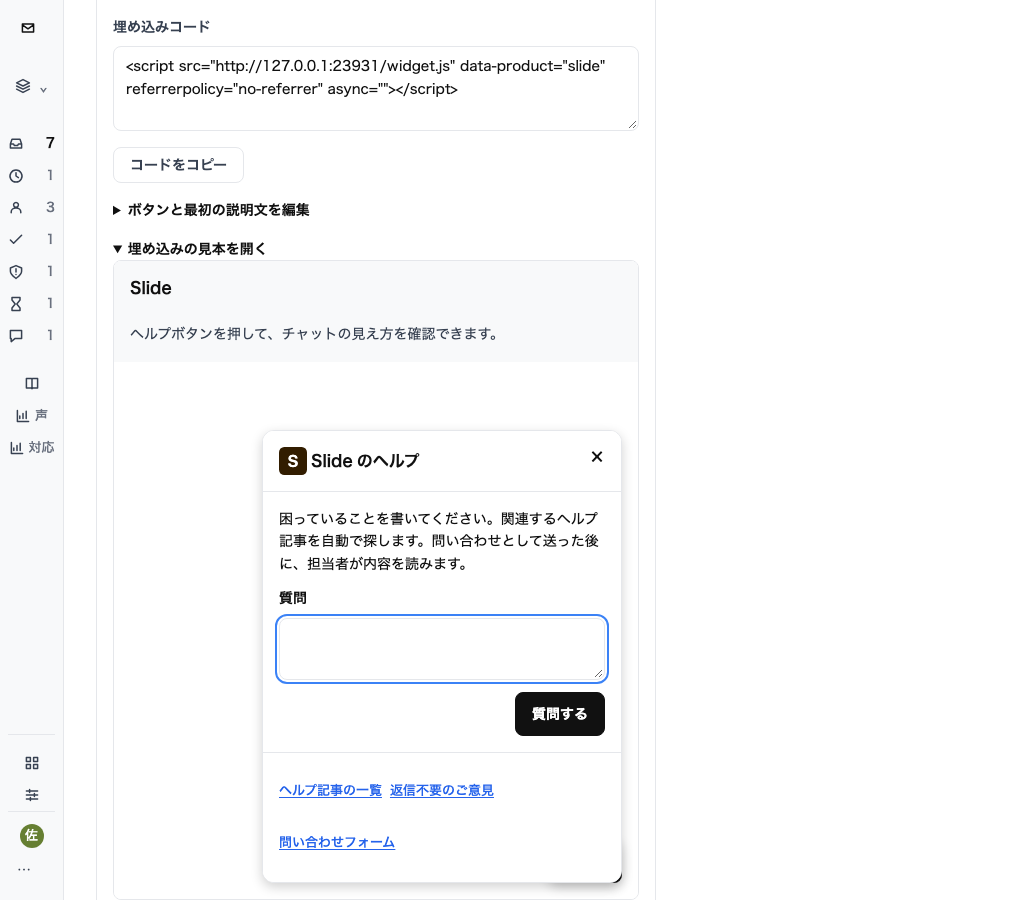 埋め込みコード
<script src="http://127.0.0.1:23931/widget.js" data-product="slide"
referrerpolicy="no-referrer" async=""></script>
コードをコピー
ボタンと最初の説明文を編集
埋め込みの見本を開く
Slide
ヘルプボタンを押して、チャットの見え方を確認できます。
S Slide のヘルプ
困っていることを書いてください。関連するヘルプ
記事を自動で探します。問い合わせとして送った後
に、担当者が内容を読みます。
質問
質問する
ヘルプ記事の一覧 返信不要のご意見
問い合わせフォーム
7
1
3
1
1
1
1
声
対応
佐